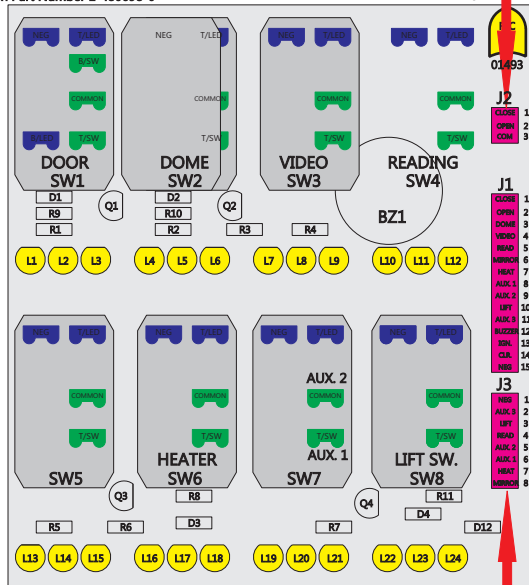 NEG T/LED NEG T/LED NEG T/LED NEG T/LED
B/SW
01493
COMMON COMMON COMMON COMMON
J2
CLOSE 1
OPEN 2
COM 3
B/LED T/SW T/SW T/SW T/SW
DOOR DOME VIDEO READING
SW1 SW2 SW3 SW4
D1 D2
Q1 Q2
R9 R10
BZ1
R1 R2 R3 R4
L1 L2 L3 L4 L5 L6 L7 L8 L9 L10 L11 L12
J1
CLOSE 1
OPEN 2
DOME 3
VIDEO 4
READ 5
MIRROR 6
HEAT 7
AUX. 1 8
AUX. 2 9
LIFT 10
AUX. 3 11
BUZZER 12
IGN. 13
CLR. 14
NEG 15
NEG T/LED NEG T/LED NEG T/LED NEG T/LED
AUX. 2
COMMON COMMON COMMON COMMON
T/SW T/SW T/SW T/SW
AUX. 1
HEATER LIFT SW.
SW5 SW6 SW7 SW8
J3
NEG 1
AUX. 3 2
LIFT 3
READ 4
AUX. 2 5
AUX. 1 6
HEAT 7
MIRROR 8
Q3 R8 Q4 R11
D4
R5 R6 D3 R7 D12
L13 L14 L15 L16 L17 L18 L19 L20 L21 L22 L23 L24